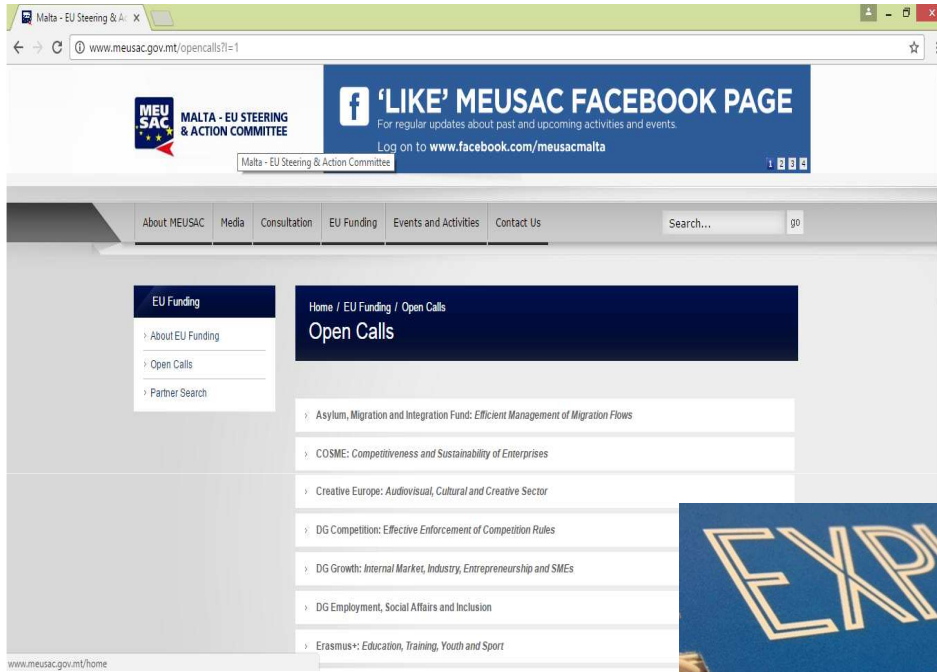 Malta - EU Steering & Ac
www.meusac.gov.mt/opencalls?l=1
MEU
SAC
MALTA - EU STEERING
& ACTION COMMITTEE
f
'LIKE' MEUSAC FACEBOOK PAGE
For regular updates about past and upcoming activities and events.
Log on to www.facebook.com/meusacmalta
Malta - EU Steering & Action Committee
1 2 3 4
About MEUSAC Media Consultation EU Funding Events and Activities Contact Us Search... go
EU Funding
About EU Funding
Open Calls
Partner Search
Home / EU Funding / Open Calls
Open Calls
Asylum, Migration and Integration Fund: Efficient Management of Migration Flows
COSME: Competitiveness and Sustainability of Enterprises
Creative Europe: Audiovisual, Cultural and Creative Sector
DG Competition: Effective Enforcement of Competition Rules
DG Growth: Internal Market, Industry, Entrepreneurship and SMEs
DG Employment, Social Affairs and Inclusion
Erasmus+: Education, Training, Youth and Sport
www.meusac.gov.mt/home
EXP